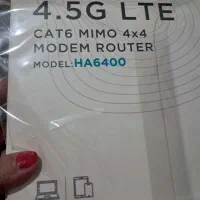 4.5G LTE
CAT6 MIMO 4x4
MODEM ROUTER
MODEL:HA6400